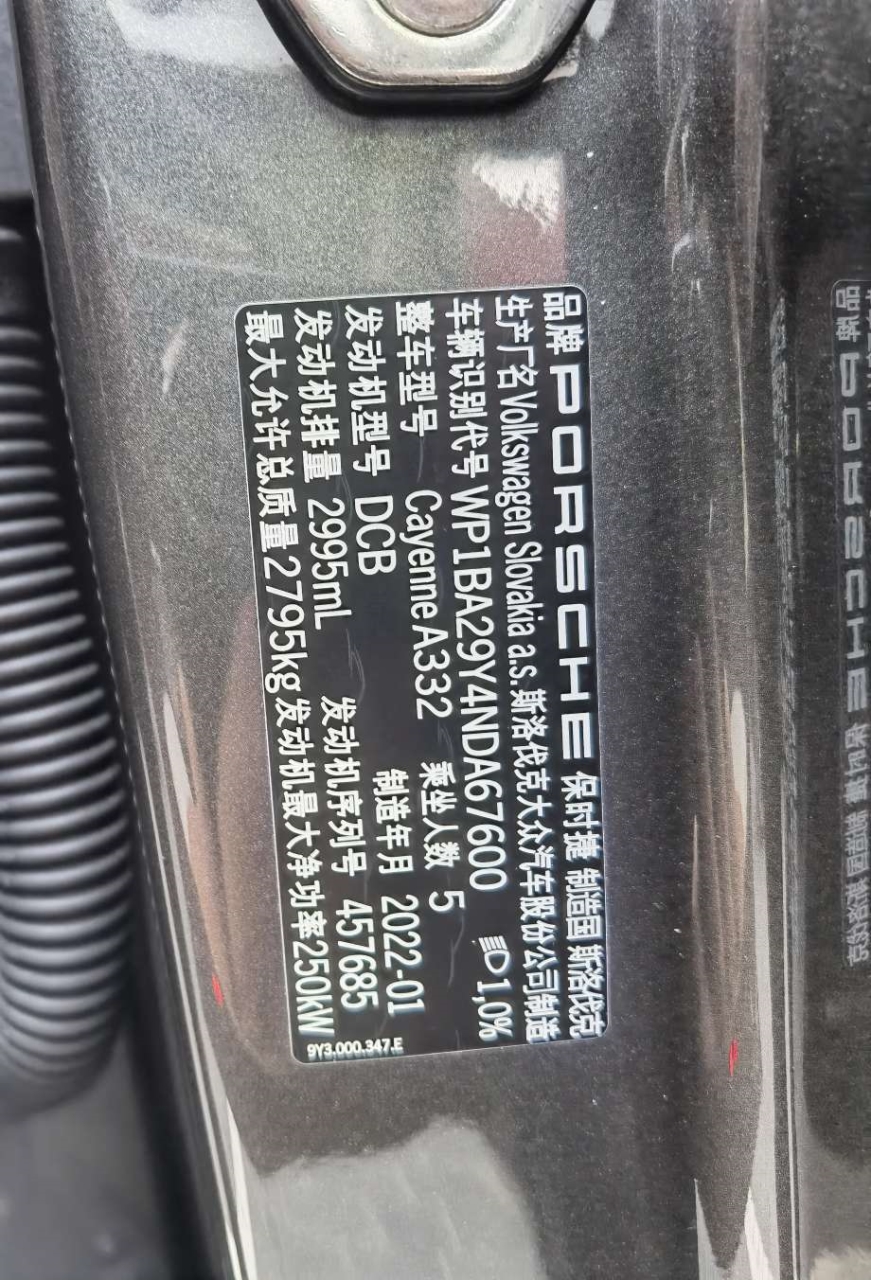 品牌 PORSCHE 保时捷 制造国 斯洛伐克
生产厂名 Volkswagen Slovakia a.s. 斯洛伐克大众汽车股份公司制造
车辆识别代号 WP1BA29Y4NDA67600 1,0%
整车型号 Cayenne A332 乘坐人数 5
发动机型号 DCB 制造年月 2022-01
发动机排量 2995mL 发动机序列号 457685
最大允许总质量 2795kg 发动机最大净功率 250kW
9Y3.000.347.E